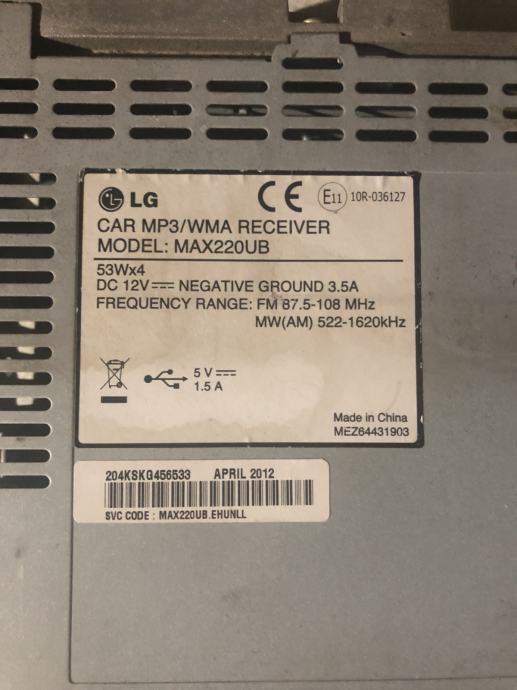 LG CE E11 10R-036127
CAR MP3/WMA RECEIVER
MODEL: MAX220UB
53Wx4
DC 12V⎓ NEGATIVE GROUND 3.5A
FREQUENCY RANGE: FM 87.5-108 MHz
MW(AM) 522-1620kHz
5 V⎓
1.5 A
Made in China
MEZ64431903
204KSKG456533 APRIL 2012
SVC CODE : MAX220UB.EHUNLL